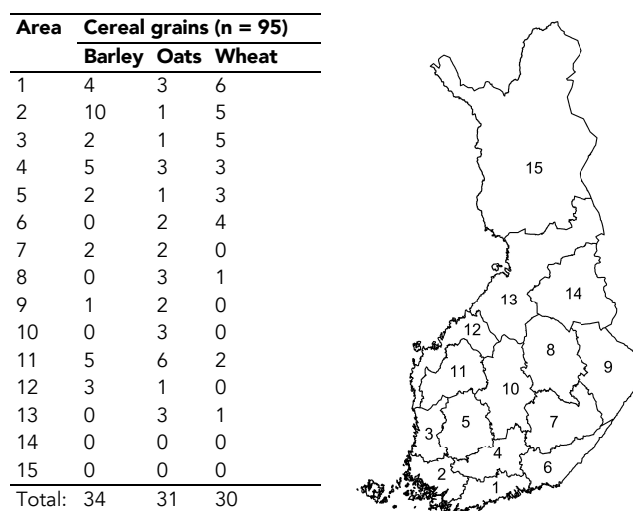 Area Cereal grains (n = 95)
Barley Oats Wheat
1 4 3 6
2 10 1 5
3 2 1 5
4 5 3 3
5 2 1 3
6 0 2 4
7 2 2 0
8 0 3 1
9 1 2 0
10 0 3 0
11 5 6 2
12 3 1 0
13 0 3 1
14 0 0 0
15 0 0 0
Total: 34 31 30
15
14
13
12
8
9
11
10
5
7
3
4
6
2
1